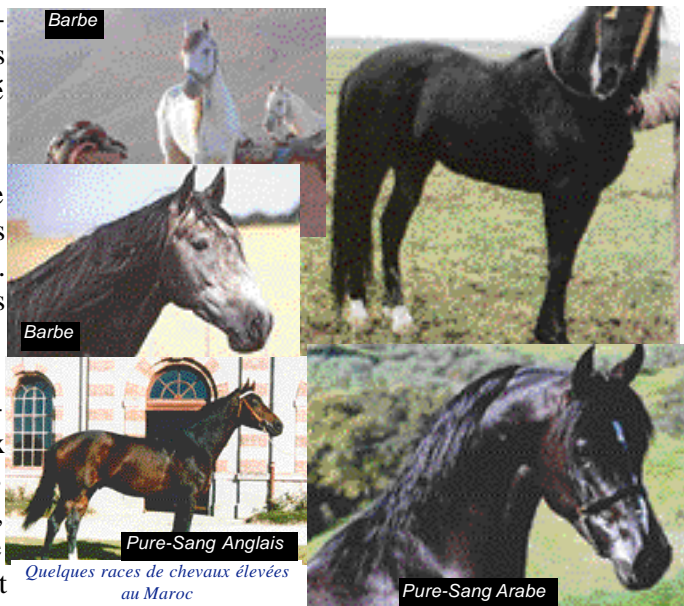 Barbe
Barbe
Pure-Sang Anglais
Pure-Sang Arabe
Quelques races de chevaux élevées
au Maroc